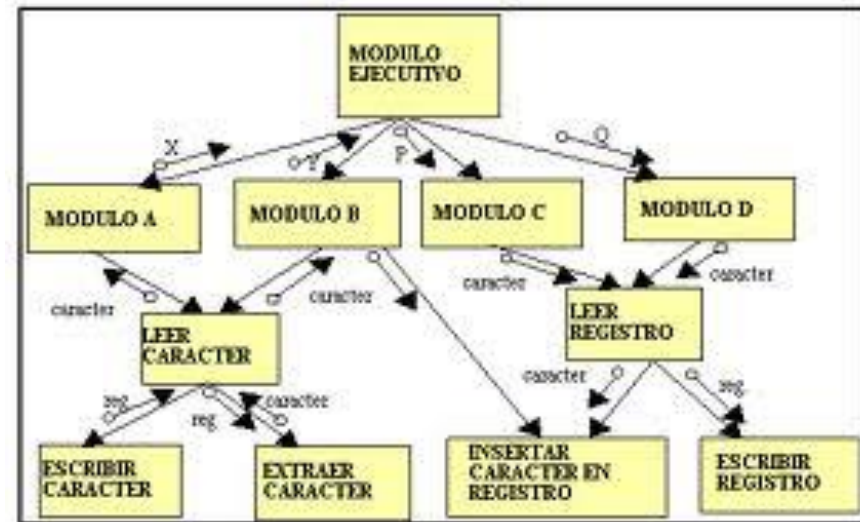 MODULO
EJECUTIVO
X
Y
P
Q
MODULO A
MODULO B
MODULO C
MODULO D
caracter
caracter
caracter
caracter
LEER
CARACTER
LEER
REGISTRO
caracter
reg
reg
caracter
reg
ESCRIBIR
CARACTER
EXTRAER
CARACTER
INSERTAR
CARACTER EN
REGISTRO
ESCRIBIR
REGISTRO